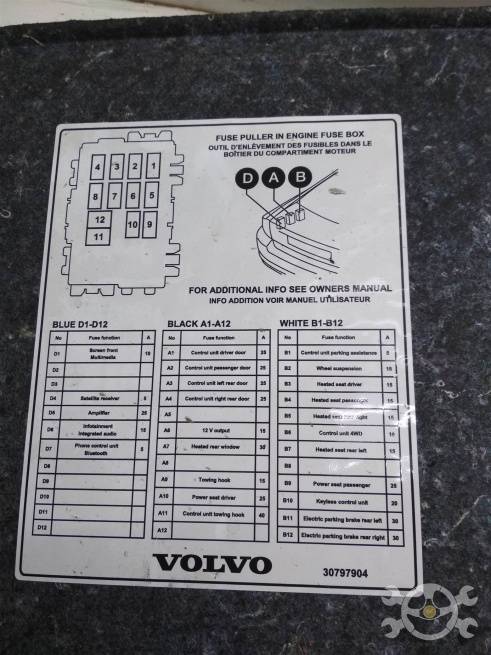 FUSE PULLER IN ENGINE FUSE BOX
OUTIL D'ENLÈVEMENT DES FUSIBLES DANS LE
BOÎTIER DU COMPARTIMENT MOTEUR
4 3 2 1
8 7 6 5
12
11 10 9
D A B
FOR ADDITIONAL INFO SEE OWNERS MANUAL
INFO ADDITION VOIR MANUEL UTILISATEUR
BLUE D1-D12
No Fuse function A
D1 Screen front
Multimedia 10
D2
D3
D4 Satellite receiver 5
D5 Amplifier 25
D6 Infotainment
Integrated audio 15
D7 Phone control unit
Bluetooth 5
D8
D9
D10
D11
D12
BLACK A1-A12
No Fuse function A
A1 Control unit driver door 25
A2 Control unit passenger door 25
A3 Control unit left rear door 25
A4 Control unit right rear door 25
A5
A6 12 V output 15
A7 Heated rear window 30
A8
A9 Towing hook 15
A10 Power seat driver 25
A11 Control unit towing hook 40
A12
WHITE B1-B12
No Fuse function A
B1 Control unit parking assistance 5
B2 Wheel suspension 15
B3 Heated seat driver 15
B4 Heated seat passenger 15
B5 Heated seat rear right 15
B6 Control unit 4WD 15
B7 Heated seat rear left 15
B8
B9 Power seat passenger 25
B10 Keyless control unit 20
B11 Electric parking brake rear left 30
B12 Electric parking brake rear right 30
VOLVO
30797904